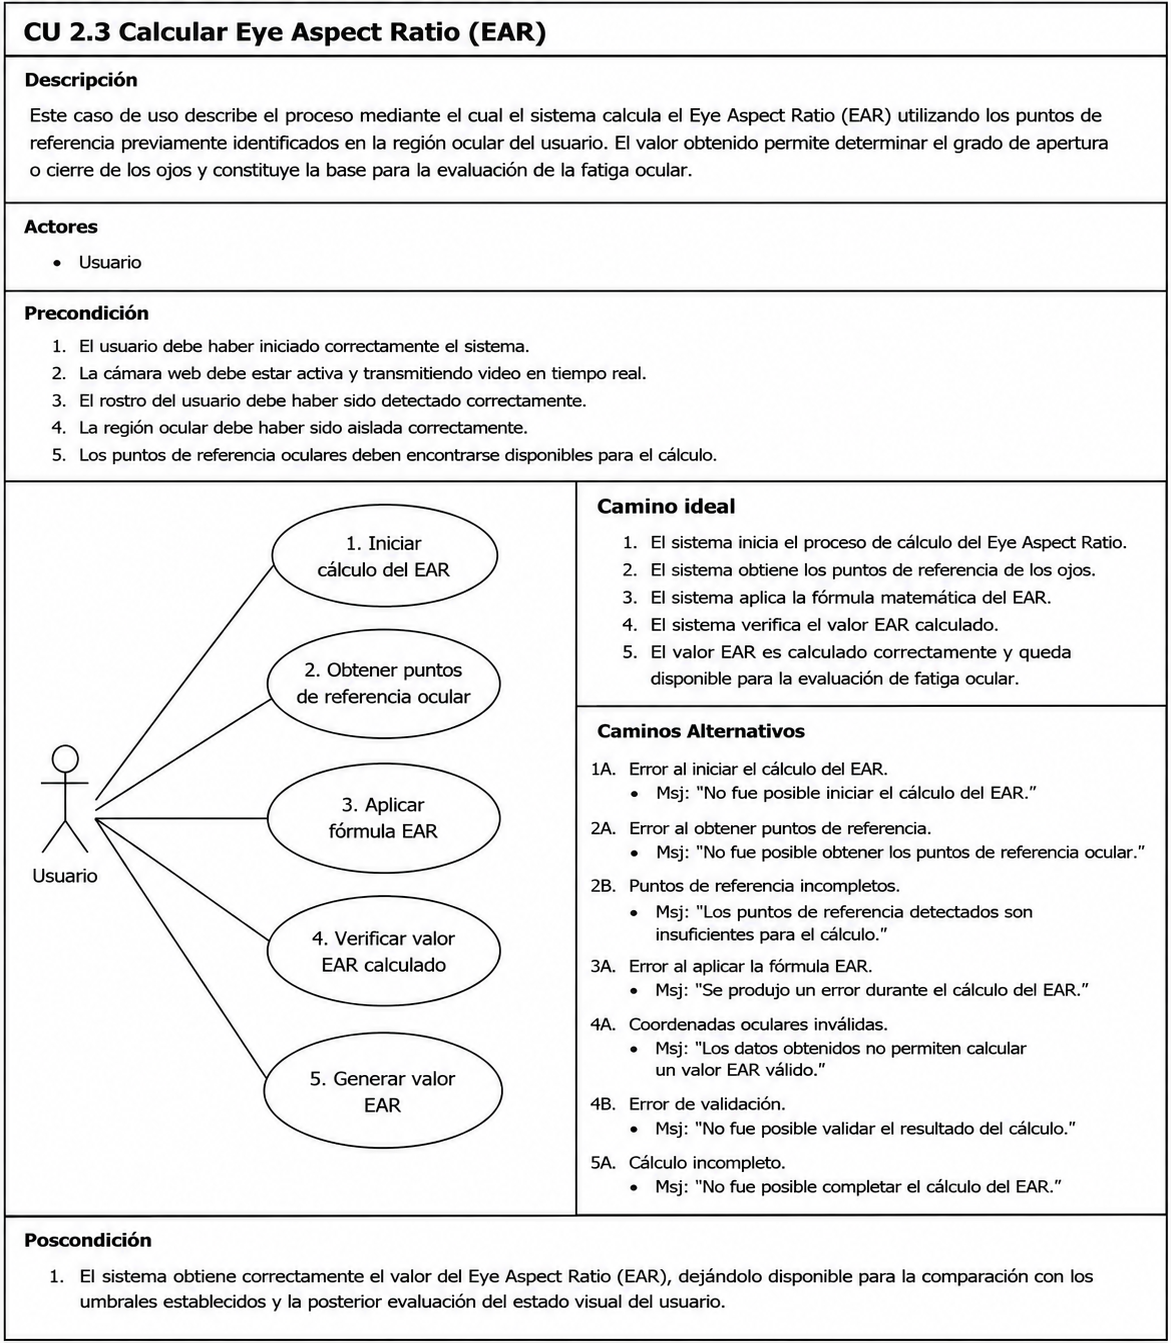 CU 2.3 Calcular Eye Aspect Ratio (EAR)
Descripción
Este caso de uso describe el proceso mediante el cual el sistema calcula el Eye Aspect Ratio (EAR) utilizando los puntos de
referencia previamente identificados en la región ocular del usuario. El valor obtenido permite determinar el grado de apertura
o cierre de los ojos y constituye la base para la evaluación de la fatiga ocular.
Actores
• Usuario
Precondición
1. El usuario debe haber iniciado correctamente el sistema.
2. La cámara web debe estar activa y transmitiendo video en tiempo real.
3. El rostro del usuario debe haber sido detectado correctamente.
4. La región ocular debe haber sido aislada correctamente.
5. Los puntos de referencia oculares deben encontrarse disponibles para el cálculo.
1. Iniciar
cálculo del EAR
2. Obtener puntos
de referencia ocular
3. Aplicar
fórmula EAR
4. Verificar valor
EAR calculado
5. Generar valor
EAR
Usuario
Camino ideal
1. El sistema inicia el proceso de cálculo del Eye Aspect Ratio.
2. El sistema obtiene los puntos de referencia de los ojos.
3. El sistema aplica la fórmula matemática del EAR.
4. El sistema verifica el valor EAR calculado.
5. El valor EAR es calculado correctamente y queda
disponible para la evaluación de fatiga ocular.
Caminos Alternativos
1A. Error al iniciar el cálculo del EAR.
• Msj: "No fue posible iniciar el cálculo del EAR."
2A. Error al obtener puntos de referencia.
• Msj: "No fue posible obtener los puntos de referencia ocular."
2B. Puntos de referencia incompletos.
• Msj: "Los puntos de referencia detectados son
insuficientes para el cálculo."
3A. Error al aplicar la fórmula EAR.
• Msj: "Se produjo un error durante el cálculo del EAR."
4A. Coordenadas oculares inválidas.
• Msj: "Los datos obtenidos no permiten calcular
un valor EAR válido."
4B. Error de validación.
• Msj: "No fue posible validar el resultado del cálculo."
5A. Cálculo incompleto.
• Msj: "No fue posible completar el cálculo del EAR."
Poscondición
1. El sistema obtiene correctamente el valor del Eye Aspect Ratio (EAR), dejándolo disponible para la comparación con los
umbrales establecidos y la posterior evaluación del estado visual del usuario.